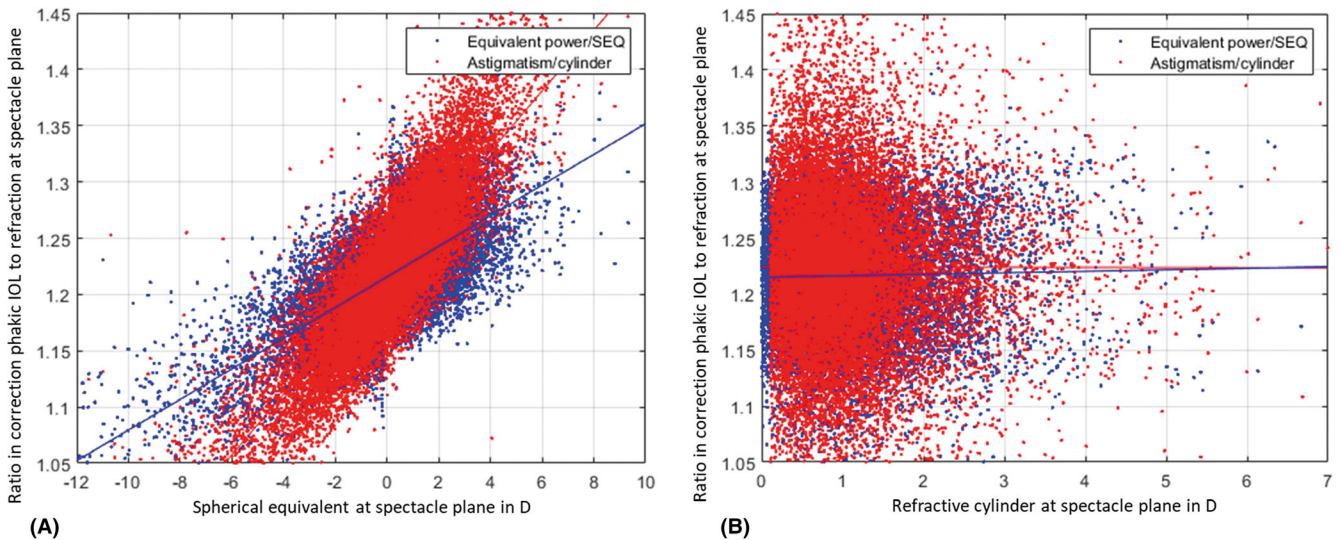 Ratio in correction phakic IOL to refraction at spectacle plane
1.45
1.4
1.35
1.3
1.25
1.2
1.15
1.1
1.05
Equivalent power/SEQ
Astigmatism/cylinder
-12 -10 -8 -6 -4 -2 0 2 4 6 8 10
Spherical equivalent at spectacle plane in D
(A)
Ratio in correction phakic IOL to refraction at spectacle plane
1.45
1.4
1.35
1.3
1.25
1.2
1.15
1.1
1.05
Equivalent power/SEQ
Astigmatism/cylinder
0 1 2 3 4 5 6 7
Refractive cylinder at spectacle plane in D
(B)